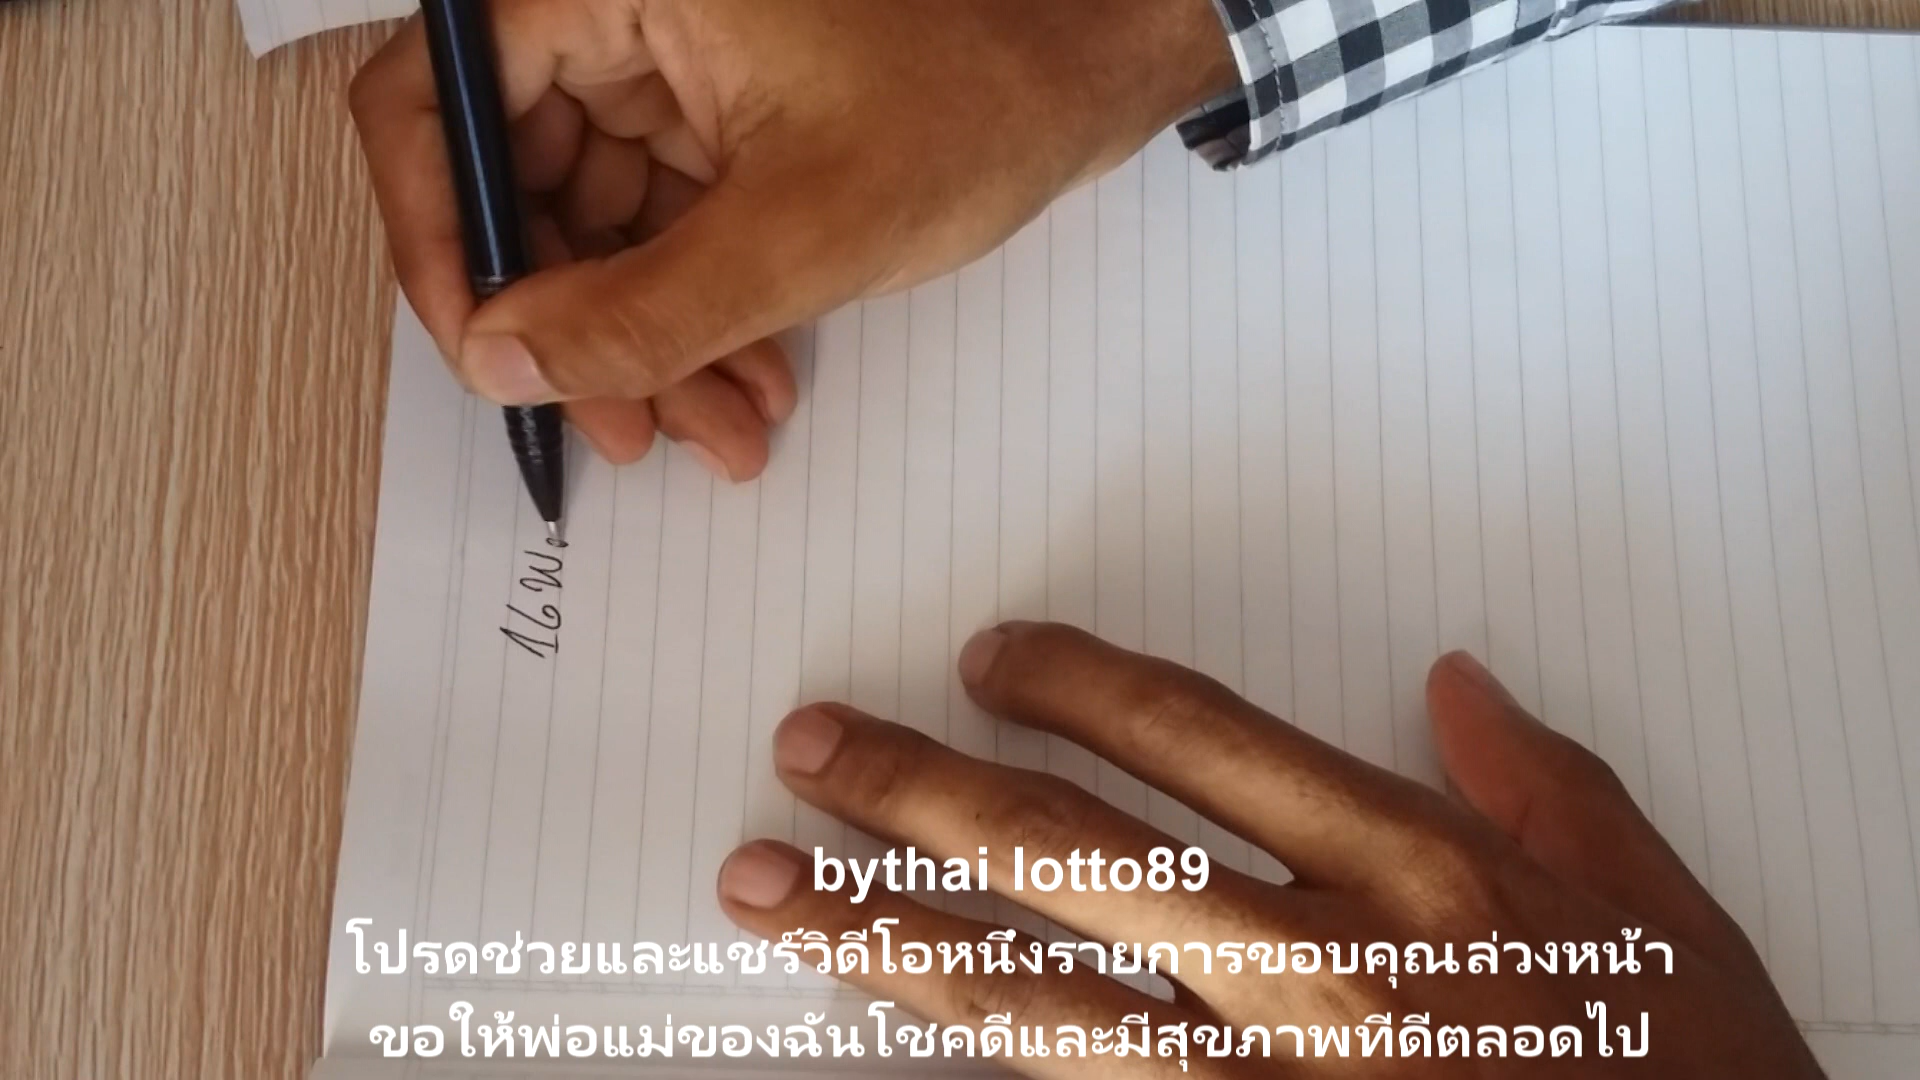 16 พ.
bythai lotto89
โปรดช่วยและแชร์วิดีโอหนึ่งรายการขอบคุณล่วงหน้า
ขอให้พ่อแม่ของฉันโชคดีและมีสุขภาพที่ดีตลอดไป